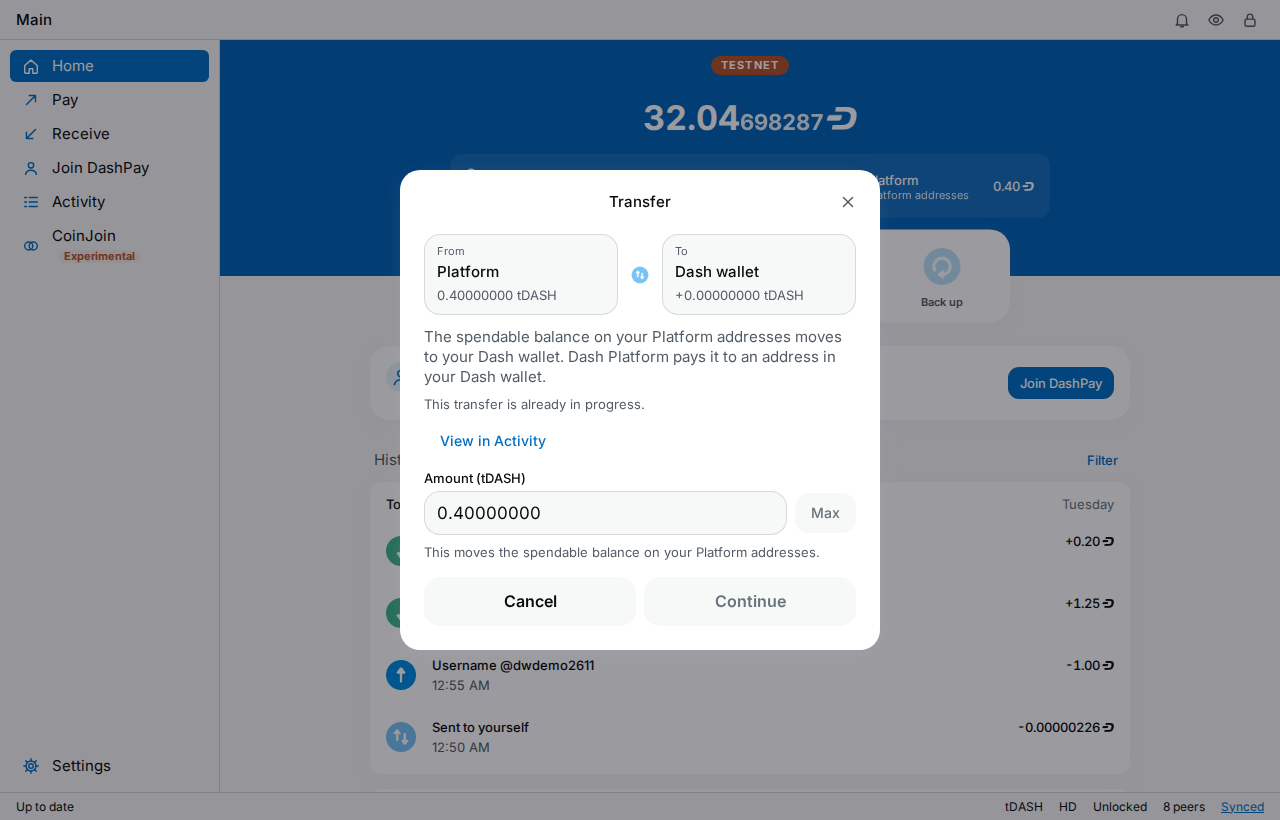 Main
Home
Pay
Receive
Join DashPay
Activity
CoinJoin
Experimental
Settings
TESTNET
32.04698287
0.40
addresses
Back up
Join DashPay
Filter
Tuesday
+0.20
+1.25
Username @dwdemo2611
-1.00
12:55 AM
Sent to yourself
-0.00000226
12:50 AM
Transfer
From
Platform
0.40000000 tDASH
To
Dash wallet
+0.00000000 tDASH
The spendable balance on your Platform addresses moves
to your Dash wallet. Dash Platform pays it to an address in
your Dash wallet.
This transfer is already in progress.
View in Activity
Amount (tDASH)
0.40000000
Max
This moves the spendable balance on your Platform addresses.
Cancel
Continue
Up to date
tDASH
HD
Unlocked
8 peers
Synced